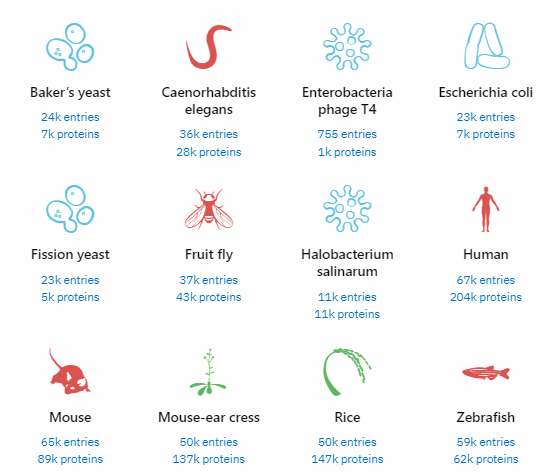 Baker's yeast
24k entries
7k proteins
Caenorhabditis
elegans
36k entries
28k proteins
Enterobacteria
phage T4
755 entries
1k proteins
Escherichia coli
23k entries
7k proteins
Fission yeast
23k entries
5k proteins
Fruit fly
37k entries
43k proteins
Halobacterium
salinarum
11k entries
11k proteins
Human
67k entries
204k proteins
Mouse
65k entries
89k proteins
Mouse-ear cress
50k entries
137k proteins
Rice
50k entries
147k proteins
Zebrafish
59k entries
62k proteins